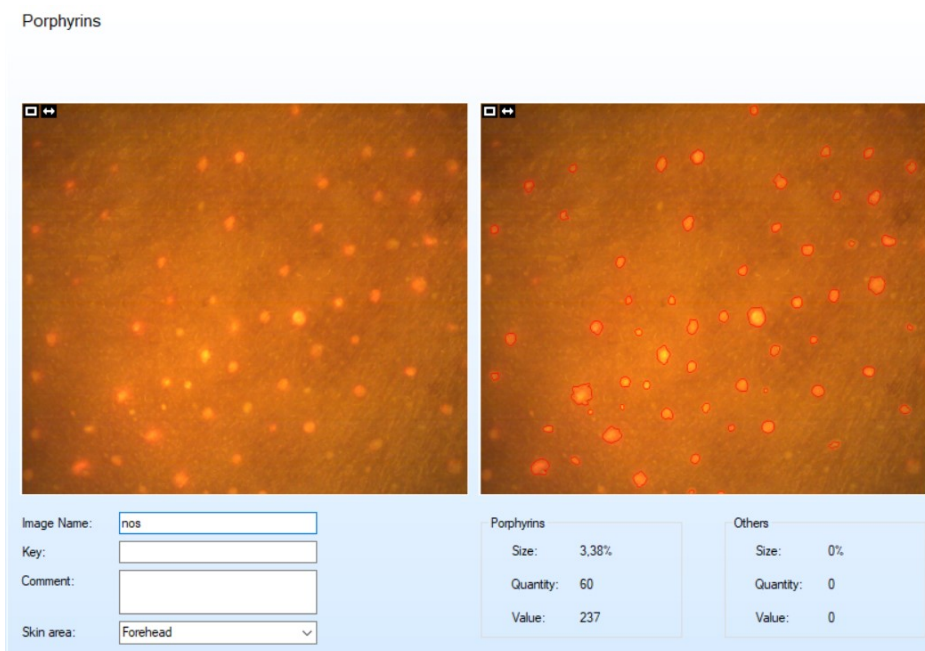 Porphyrins
Image Name: nos
Key:
Comment:
Skin area: Forehead
Porphyrins
Size: 3,38%
Quantity: 60
Value: 237
Others
Size: 0%
Quantity: 0
Value: 0